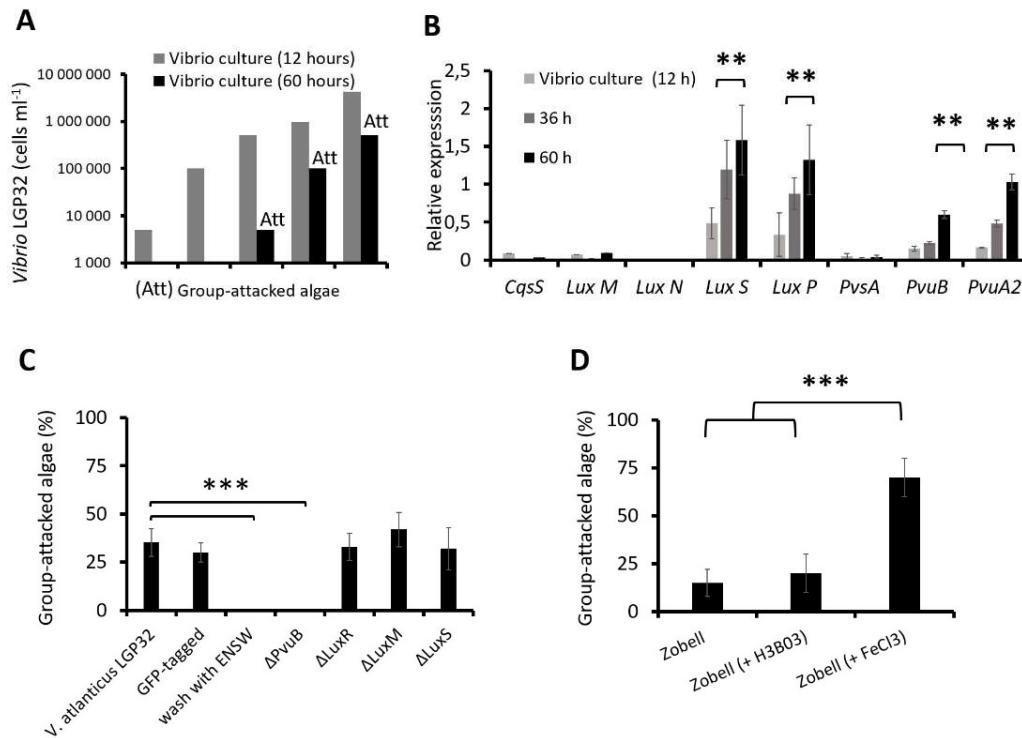 A
Vibrio culture (12 hours)
Vibrio culture (60 hours)
Vibrio LGP32 (cells ml-1)
10 000 000
1 000 000
100 000
10 000
1 000
Att
Att
Att
(Att) Group-attacked algae
B
Vibrio culture (12 h)
36 h
60 h
Relative expresssion
2,5
2
1,5
1
0,5
0
**
**
**
**
CqsS Lux M Lux N Lux S Lux P PvsA PvuB PvuA2
C
Group-attacked algae (%)
100
75
50
25
0
***
V. atlanticus LGP32
GFP-tagged
wash with ENSW
ΔPvuB
ΔLuxR
ΔLuxM
ΔLuxS
D
Group-attacked alage (%)
100
75
50
25
0
***
Zobell
Zobell (+ H3B03)
Zobell (+ FeCl3)